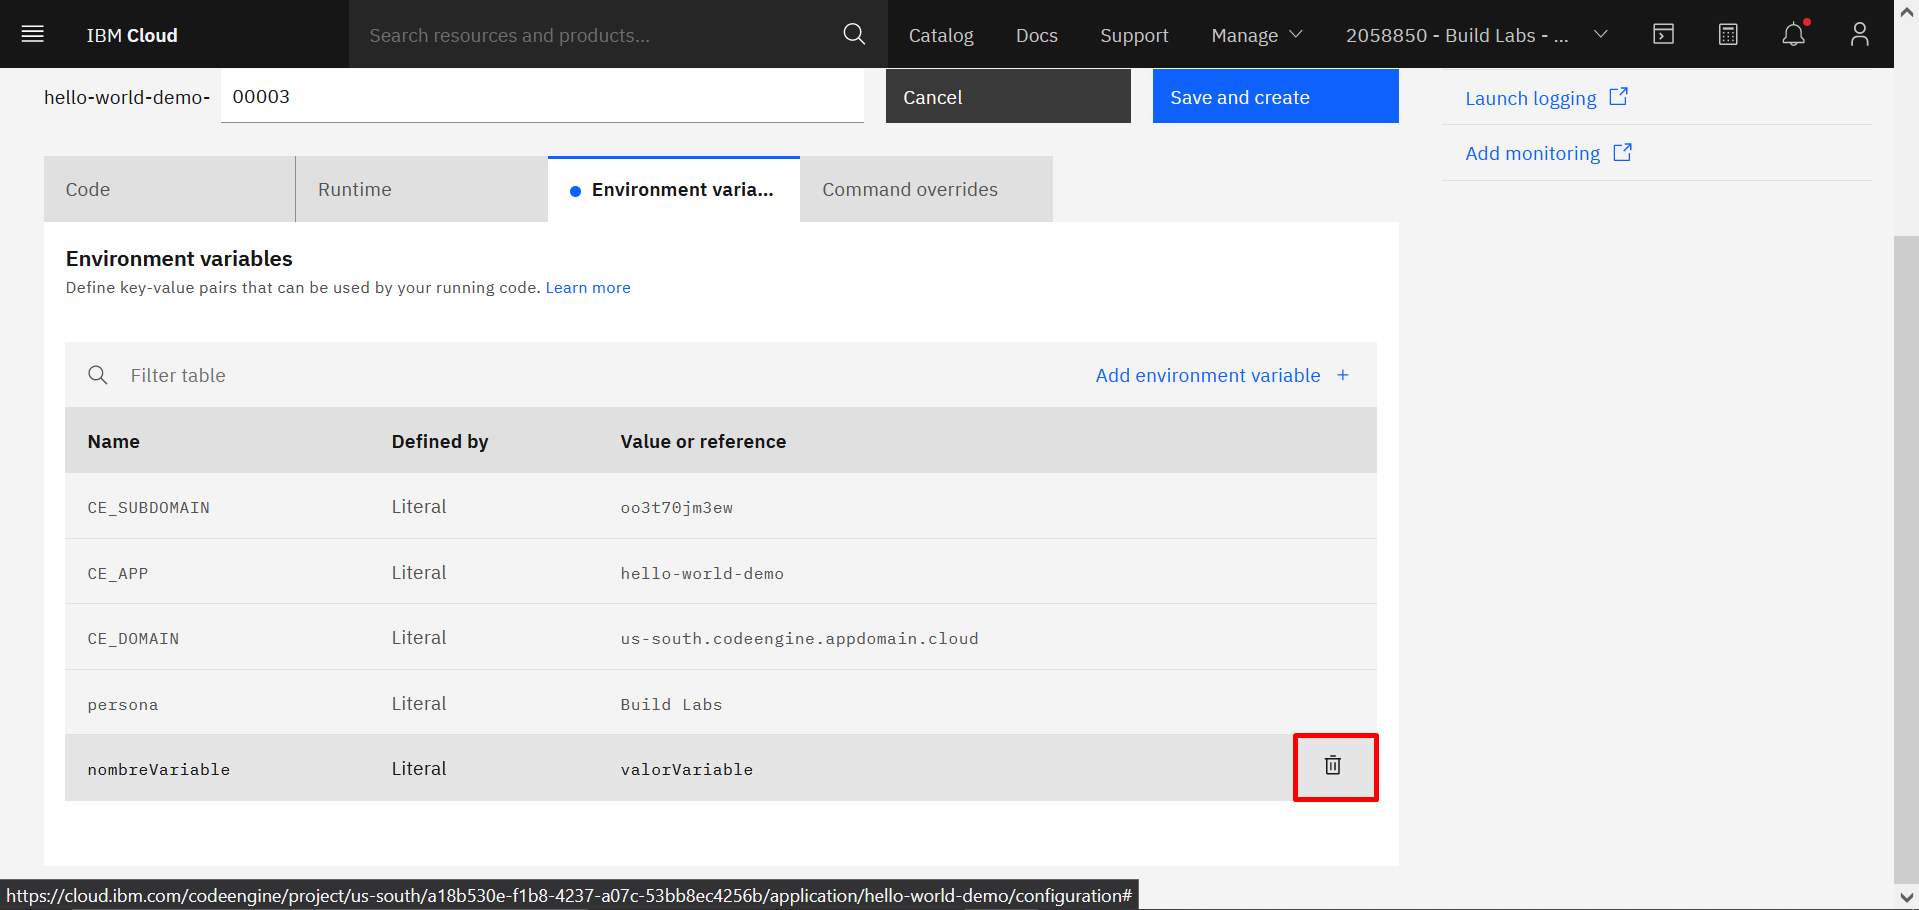 IBM Cloud
Search resources and products...
Catalog
Docs
Support
Manage
2058850 - Build Labs - ...
hello-world-demo-
00003
Cancel
Save and create
Launch logging
Add monitoring
Code
Runtime
Environment varia...
Command overrides
Environment variables
Define key-value pairs that can be used by your running code. Learn more
Filter table
Add environment variable +
Name Defined by Value or reference
CE_SUBDOMAIN Literal oo3t70jm3ew
CE_APP Literal hello-world-demo
CE_DOMAIN Literal us-south.codeengine.appdomain.cloud
persona Literal Build Labs
nombreVariable Literal valorVariable
https://cloud.ibm.com/codeengine/project/us-south/a18b530e-f1b8-4237-a07c-53bb8ec4256b/application/hello-world-demo/configuration#